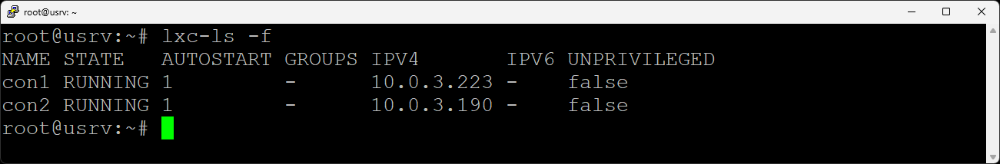 root@usrv: ~
root@usrv:~# lxc-ls -f
NAME STATE   AUTOSTART GROUPS IPV4       IPV6 UNPRIVILEGED
con1 RUNNING 1         -      10.0.3.223 -    false
con2 RUNNING 1         -      10.0.3.190 -    false
root@usrv:~#